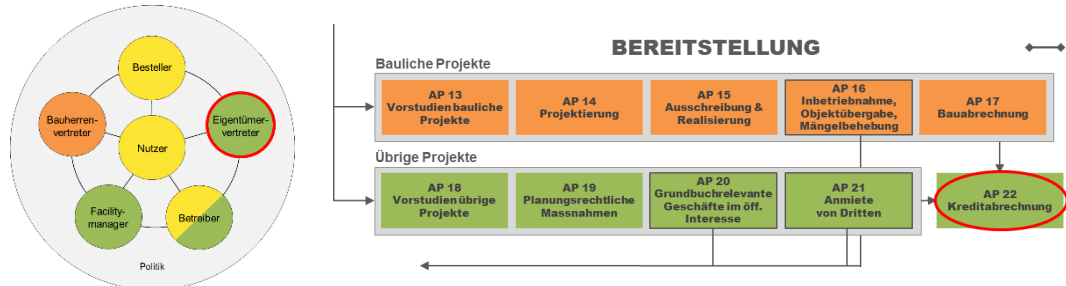 Besteller
Bauherren-
vertreter
Eigentümer-
vertreter
Nutzer
Facility-
manager
Betreiber
Politik
BEREITSTELLUNG
Bauliche Projekte
AP 13
Vorstudien bauliche
Projekte
AP 14
Projektierung
AP 15
Ausschreibung &
Realisierung
AP 16
Inbetriebnahme,
Objektübergabe,
Mängelbehebung
AP 17
Bauabrechnung
Übrige Projekte
AP 18
Vorstudien übrige
Projekte
AP 19
Planungsrechtliche
Massnahmen
AP 20
Grundbuchrelevante
Geschäfte im öff.
Interesse
AP 21
Anmiete
von Dritten
AP 22
Kreditabrechnung